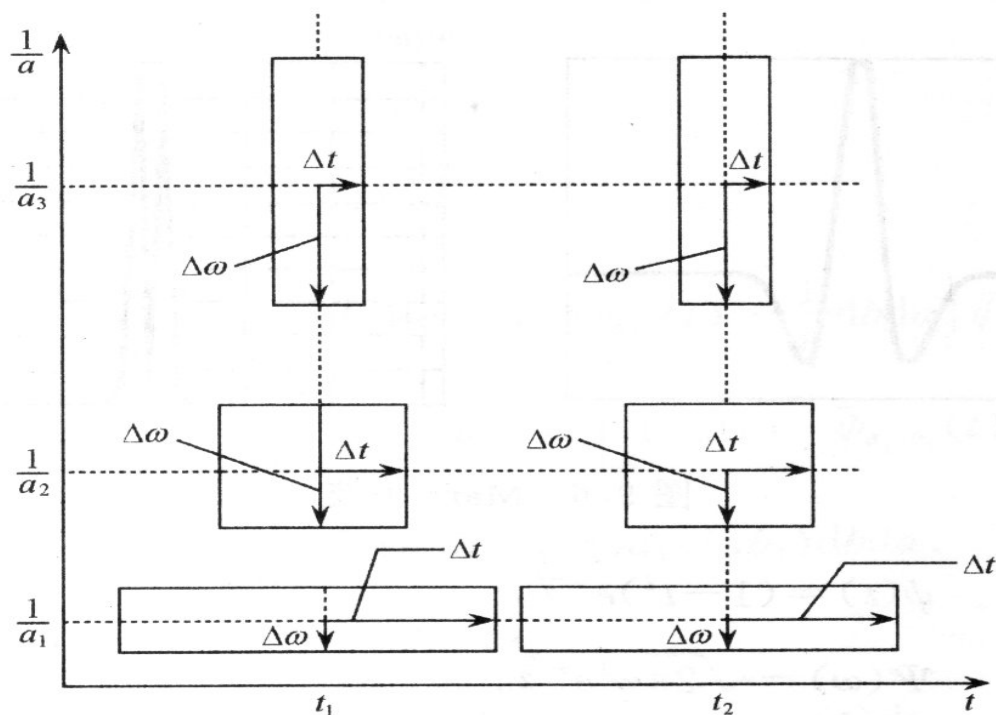 1/a
Δt Δt
1/a₃
Δω Δω
Δω Δt Δω Δt
1/a₂
Δt Δt
1/a₁ Δω Δω
t₁ t₂ t